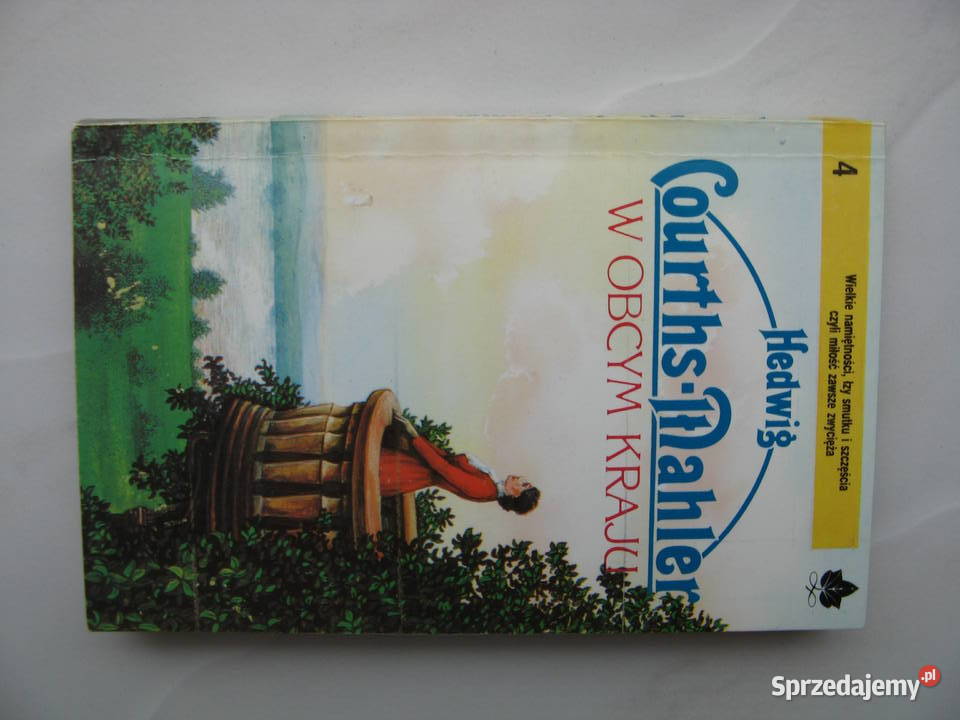 4
Wielkie namiętności, łzy smutku i szczęścia
czyli miłość zawsze zwycięża
Hedwig
Courths-Mahler
W OBCYM KRAJU
Sprzedajemy.pl